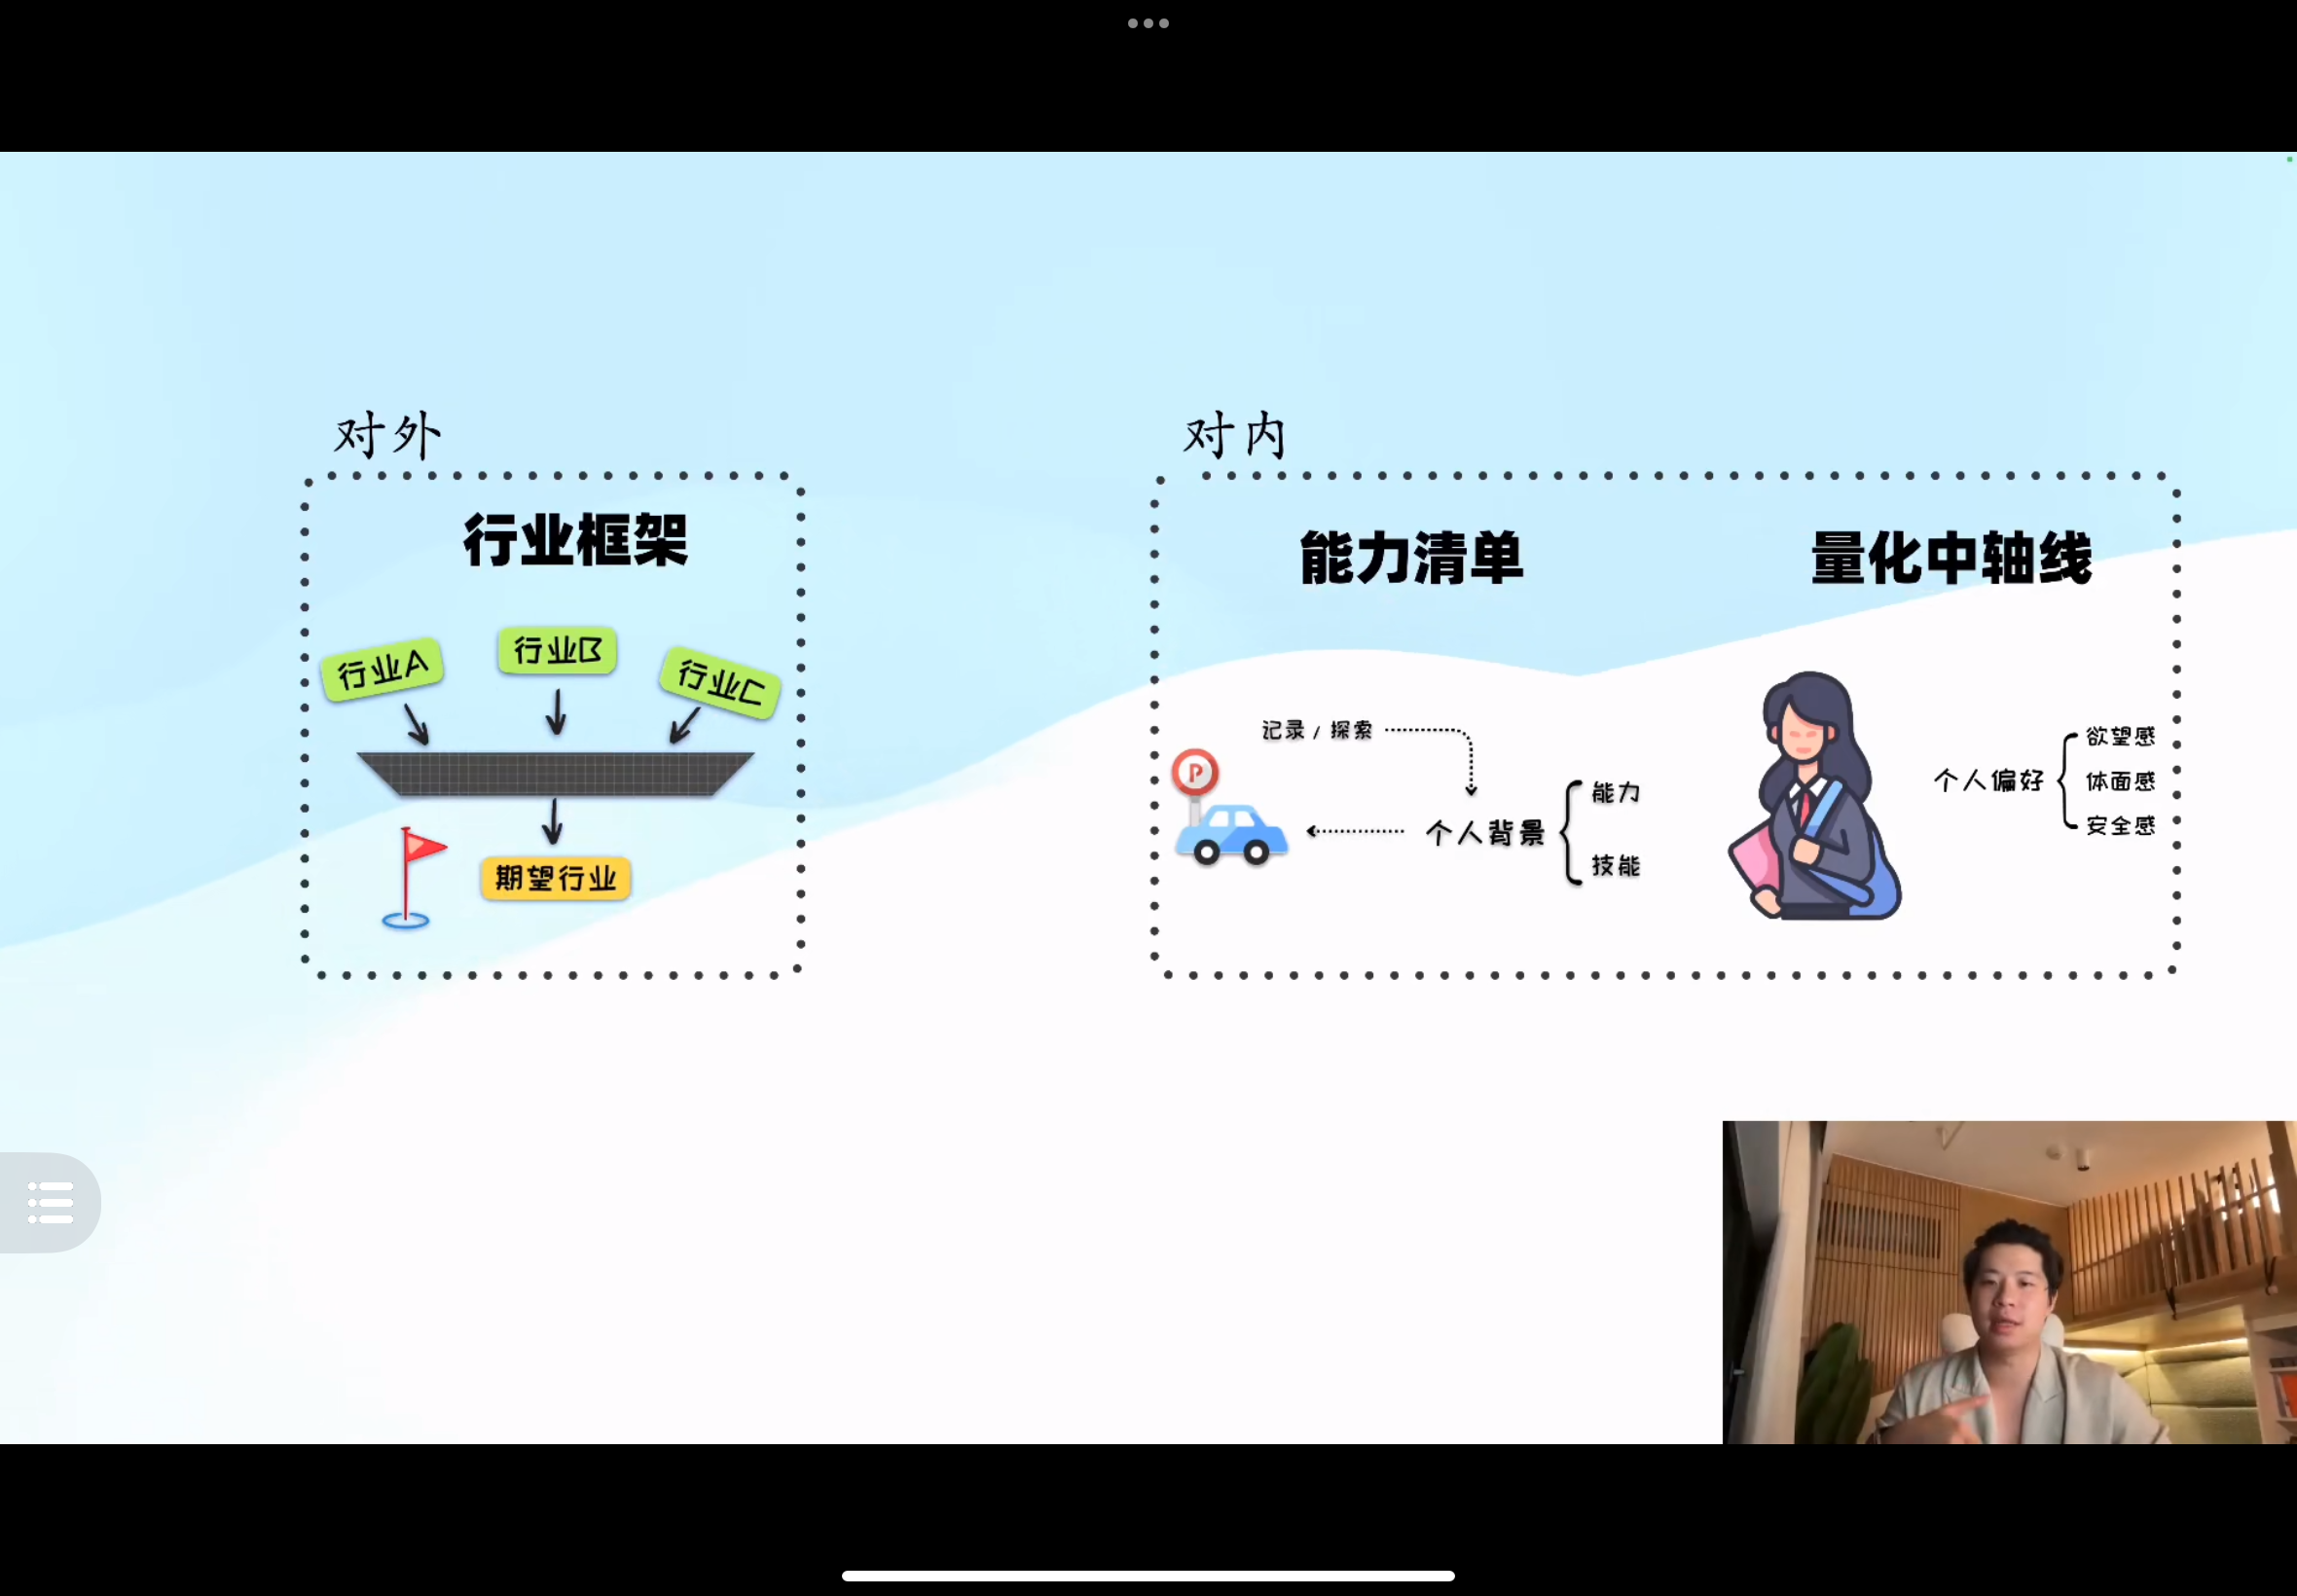 对外
行业框架
行业A
行业B
行业C
期望行业
对内
能力清单
量化中轴线
记录 / 探索
P
个人背景
能力
技能
个人偏好
欲望感
体面感
安全感